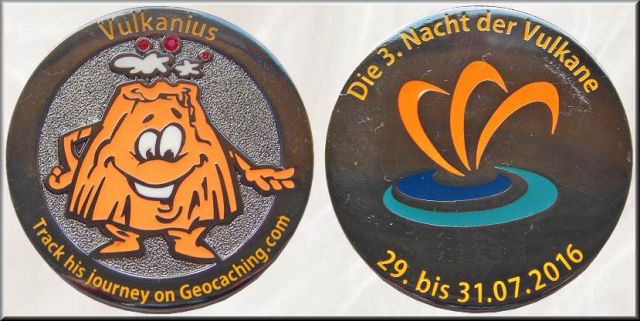 Vulkanius
Track his journey on Geocaching.com
Die 3. Nacht der Vulkane
29. bis 31.07.2016